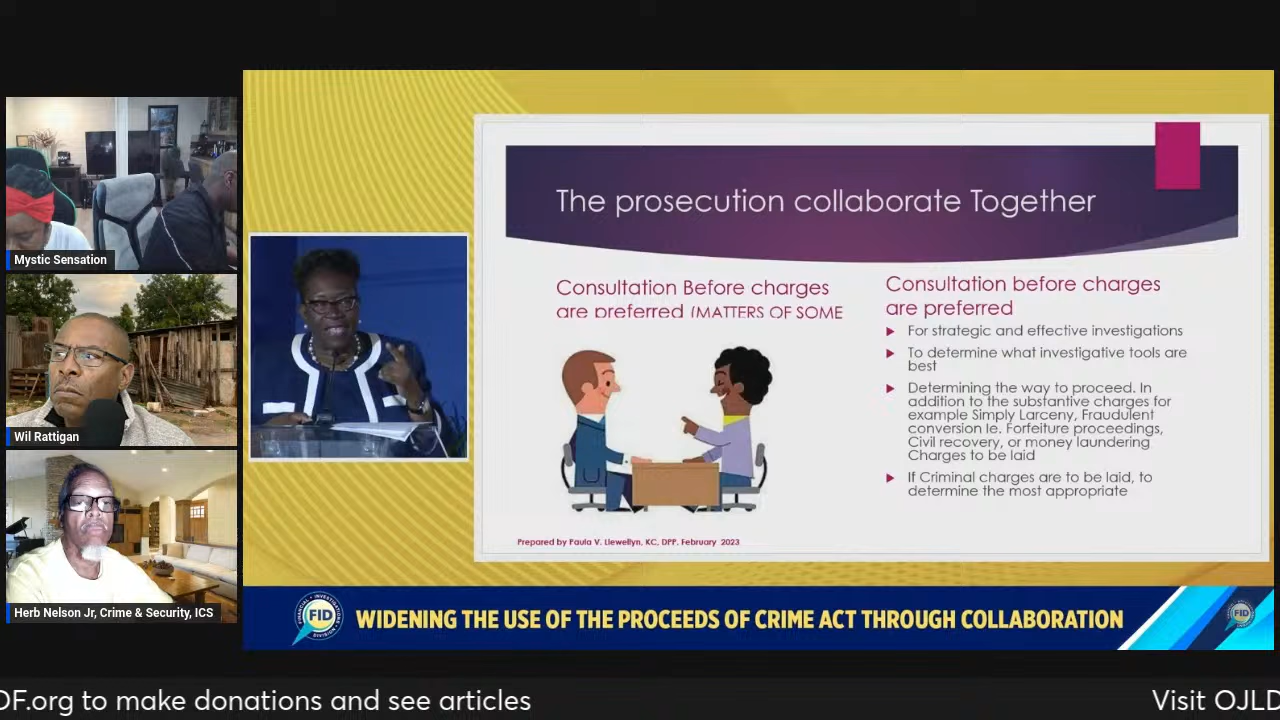 The prosecution collaborate Together
Consultation Before charges
are preferred (MATTERS OF SOME
Consultation before charges
are preferred
For strategic and effective investigations
To determine what investigative tools are
best
Determining the way to proceed. In
addition to the substantive charges for
example Simply Larceny, Fraudulent
conversion Ie. Forfeiture proceedings,
Civil recovery, or money laundering
Charges to be laid
If Criminal charges are to be laid, to
determine the most appropriate
Prepared by Paula V. Llewellyn, KC, DPP, February 2023
Mystic Sensation
Wil Rattigan
Herb Nelson Jr, Crime & Security, ICS
FID
WIDENING THE USE OF THE PROCEEDS OF CRIME ACT THROUGH COLLABORATION
FID
DF.org to make donations and see articles
Visit OJLD